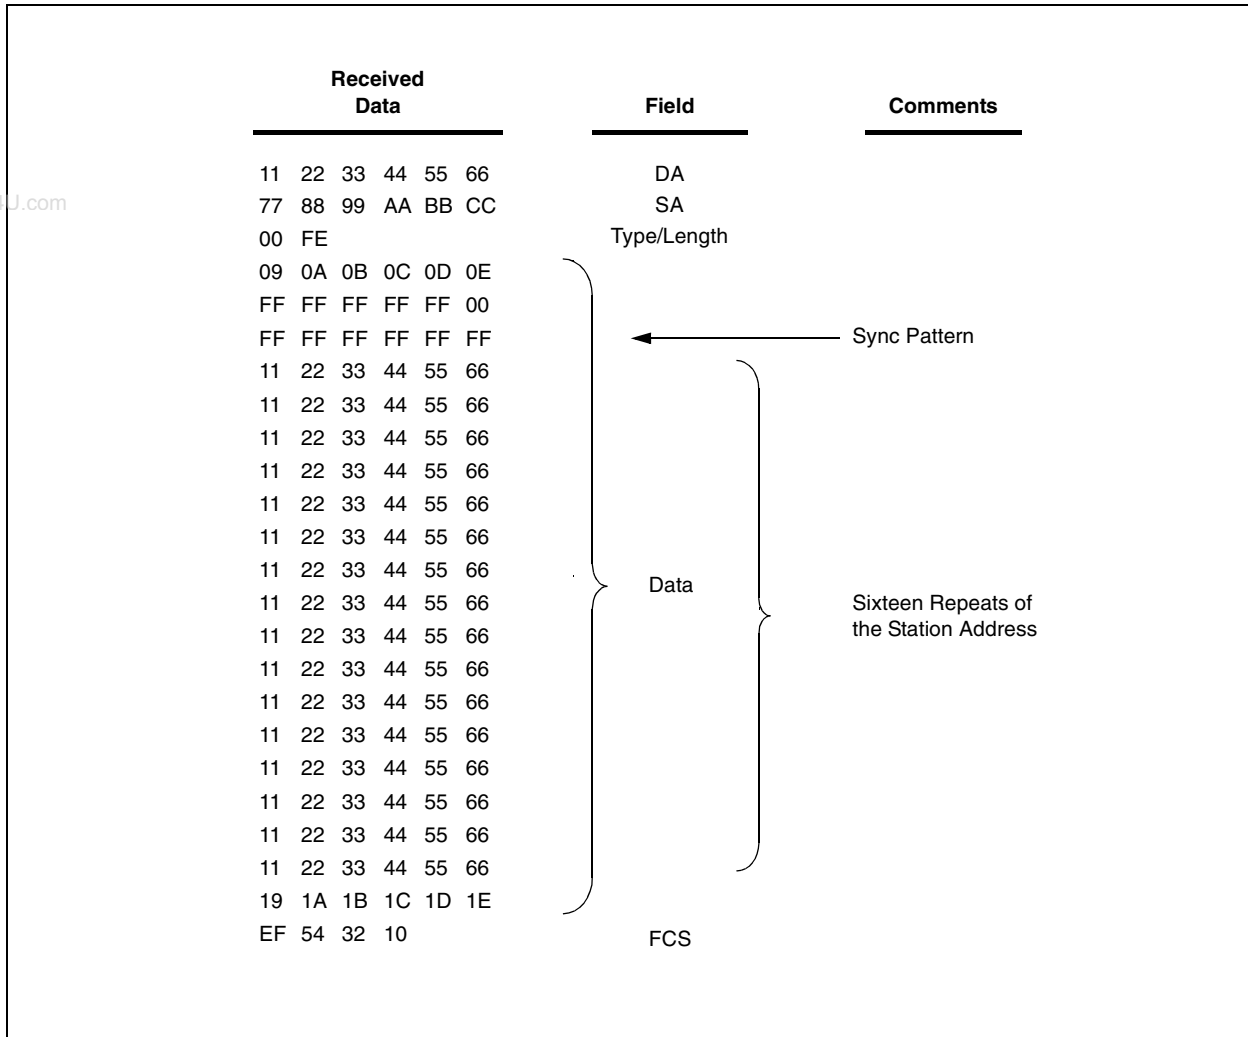 Received
Data
Field
Comments
11 22 33 44 55 66
DA
4U.com
77 88 99 AA BB CC
SA
00 FE
Type/Length
09 0A 0B 0C 0D 0E
FF FF FF FF FF 00
FF FF FF FF FF FF
Sync Pattern
11 22 33 44 55 66
11 22 33 44 55 66
11 22 33 44 55 66
11 22 33 44 55 66
11 22 33 44 55 66
11 22 33 44 55 66
11 22 33 44 55 66
Data
11 22 33 44 55 66
Sixteen Repeats of
the Station Address
11 22 33 44 55 66
11 22 33 44 55 66
11 22 33 44 55 66
11 22 33 44 55 66
11 22 33 44 55 66
11 22 33 44 55 66
11 22 33 44 55 66
11 22 33 44 55 66
19 1A 1B 1C 1D 1E
EF 54 32 10
FCS